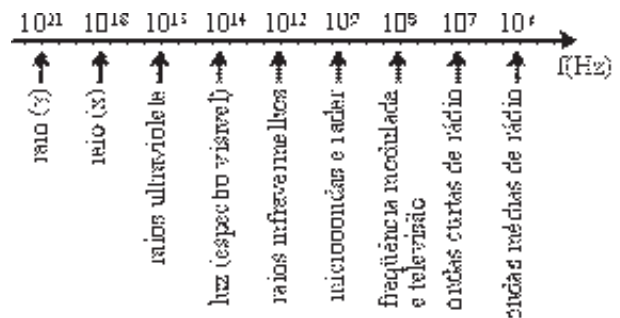 10²¹ 10¹⁸ 10¹⁵ 10¹⁴ 10¹² 10⁹ 10⁸ 10⁷ 10⁶
f(Hz)
raio (γ)
raio (X)
raios ultravioleta
luz (espectro visível)
raios infravermelhos
microoondas e radar
freqüência modulada
e televisão
ondas curtas de rádio
ondas médias de rádio